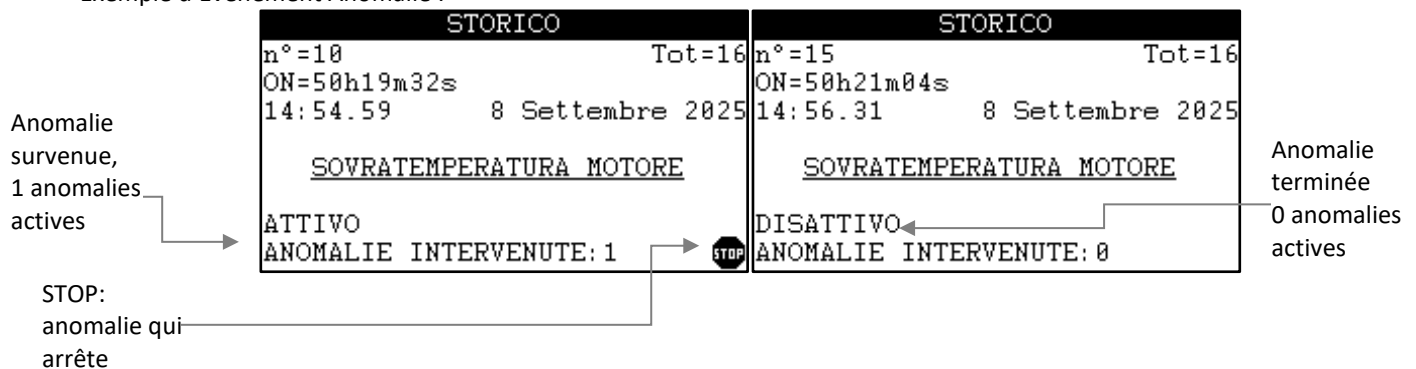 Exemple Anomalie :
STORICO
n°=10 Tot=16
ON=50h19m32s
14:54.59 8 Settembre 2025
SOVRATEMPERATURA MOTORE
ATTIVO
ANOMALIE INTERVENUTE:1
STOP
STORICO
n°=15 Tot=16
ON=50h21m04s
14:56.31 8 Settembre 2025
SOVRATEMPERATURA MOTORE
DISATTIVO
ANOMALIE INTERVENUTE:0
Anomalie
survenue,
1 anomalies
actives
Anomalie
terminée
0 anomalies
actives
STOP:
anomalie qui
arrête